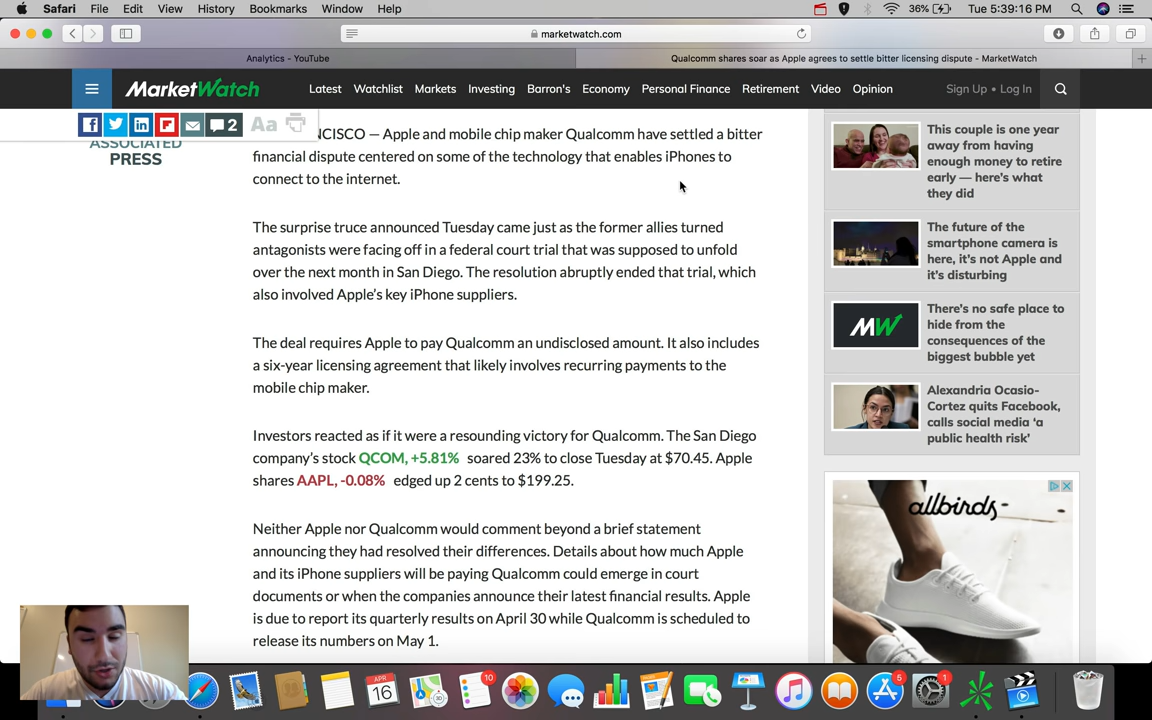 Safari File Edit View History Bookmarks Window Help 36% Tue 5:39:16 PM
marketwatch.com
Analytics - YouTube Qualcomm shares soar as Apple agrees to settle bitter licensing dispute - MarketWatch
MarketWatch Latest Watchlist Markets Investing Barron's Economy Personal Finance Retirement Video Opinion Sign Up • Log In
2 Aa
ASSOCIATED
PRESS
NCISCO — Apple and mobile chip maker Qualcomm have settled a bitter
financial dispute centered on some of the technology that enables iPhones to
connect to the internet.
The surprise truce announced Tuesday came just as the former allies turned
antagonists were facing off in a federal court trial that was supposed to unfold
over the next month in San Diego. The resolution abruptly ended that trial, which
also involved Apple's key iPhone suppliers.
The deal requires Apple to pay Qualcomm an undisclosed amount. It also includes
a six-year licensing agreement that likely involves recurring payments to the
mobile chip maker.
Investors reacted as if it were a resounding victory for Qualcomm. The San Diego
company's stock QCOM, +5.81% soared 23% to close Tuesday at $70.45. Apple
shares AAPL, -0.08% edged up 2 cents to $199.25.
Neither Apple nor Qualcomm would comment beyond a brief statement
announcing they had resolved their differences. Details about how much Apple
and its iPhone suppliers will be paying Qualcomm could emerge in court
documents or when the companies announce their latest financial results. Apple
is due to report its quarterly results on April 30 while Qualcomm is scheduled to
release its numbers on May 1.
This couple is one year
away from having
enough money to retire
early — here's what
they did
The future of the
smartphone camera is
here, it's not Apple and
it's disturbing
MW
There's no safe place to
hide from the
consequences of the
biggest bubble yet
Alexandria Ocasio-
Cortez quits Facebook,
calls social media ‘a
public health risk’
allbirds
APR
16
10
5
1